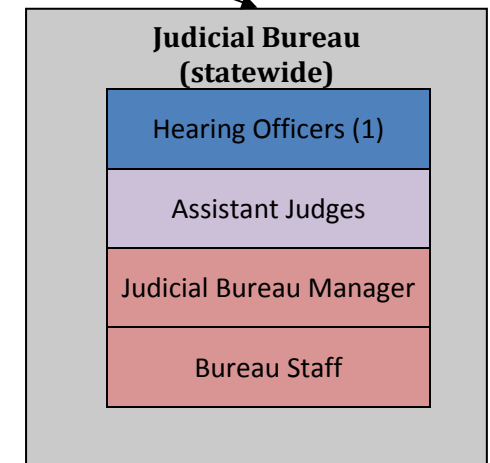 Judicial Bureau
(statewide)
Hearing Officers (1)
Assistant Judges
Judicial Bureau Manager
Bureau Staff